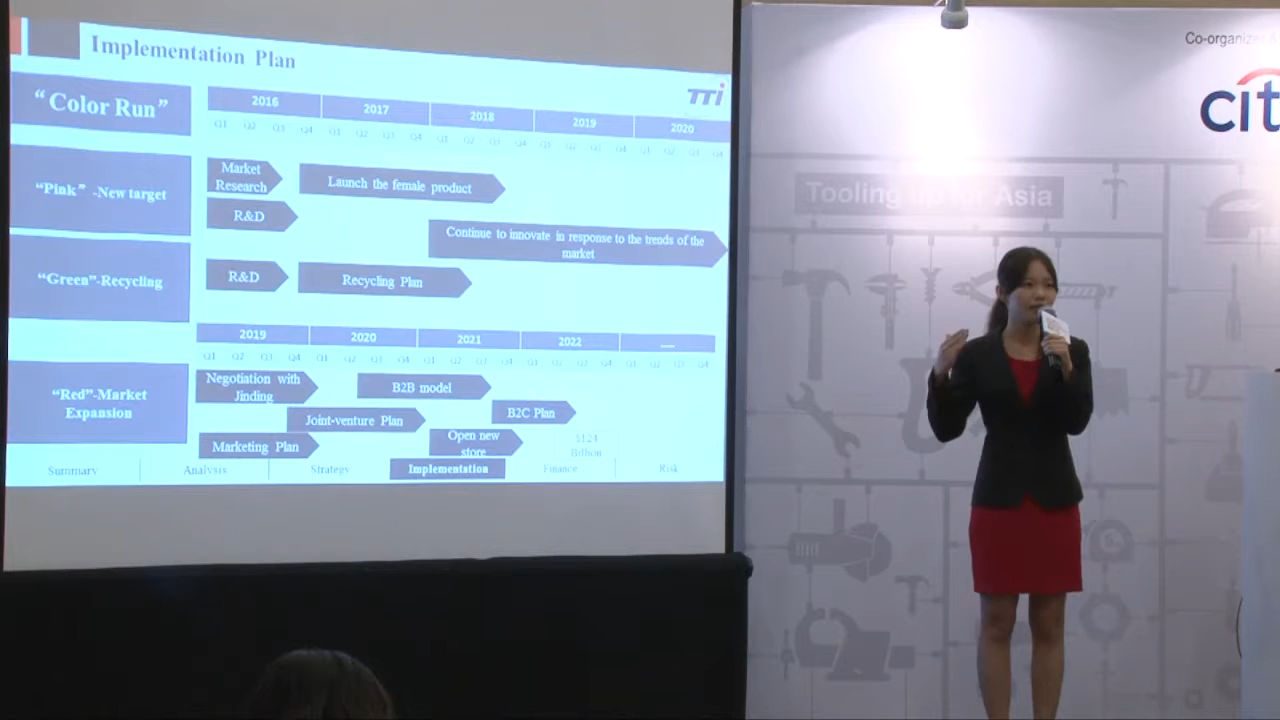 Implementation Plan
TTi
"Color Run"
2016 2017 2018 2019 2020
Q1 Q2 Q3 Q4 Q1 Q2 Q3 Q4 Q1 Q2 Q3 Q4 Q1 Q2 Q3 Q4 Q1 Q2 Q3 Q4
"Pink" -New target
Market
Research
Launch the female product
R&D
Continue to innovate in response to the trends of the
market
"Green"-Recycling
R&D
Recycling Plan
2019 2020 2021 2022
Q1 Q2 Q3 Q4 Q1 Q2 Q3 Q4 Q1 Q2 Q3 Q4 Q1 Q2 Q3 Q4 Q1 Q2 Q3 Q4
"Red"-Market
Expansion
Negotiation with
Jinding
B2B model
Joint-venture Plan
B2C Plan
Marketing Plan
Open new
store
$124
Billion
Summary Analysis Strategy Implementation Finance Risk
Co-organizer &
citi
Tooling up for Asia